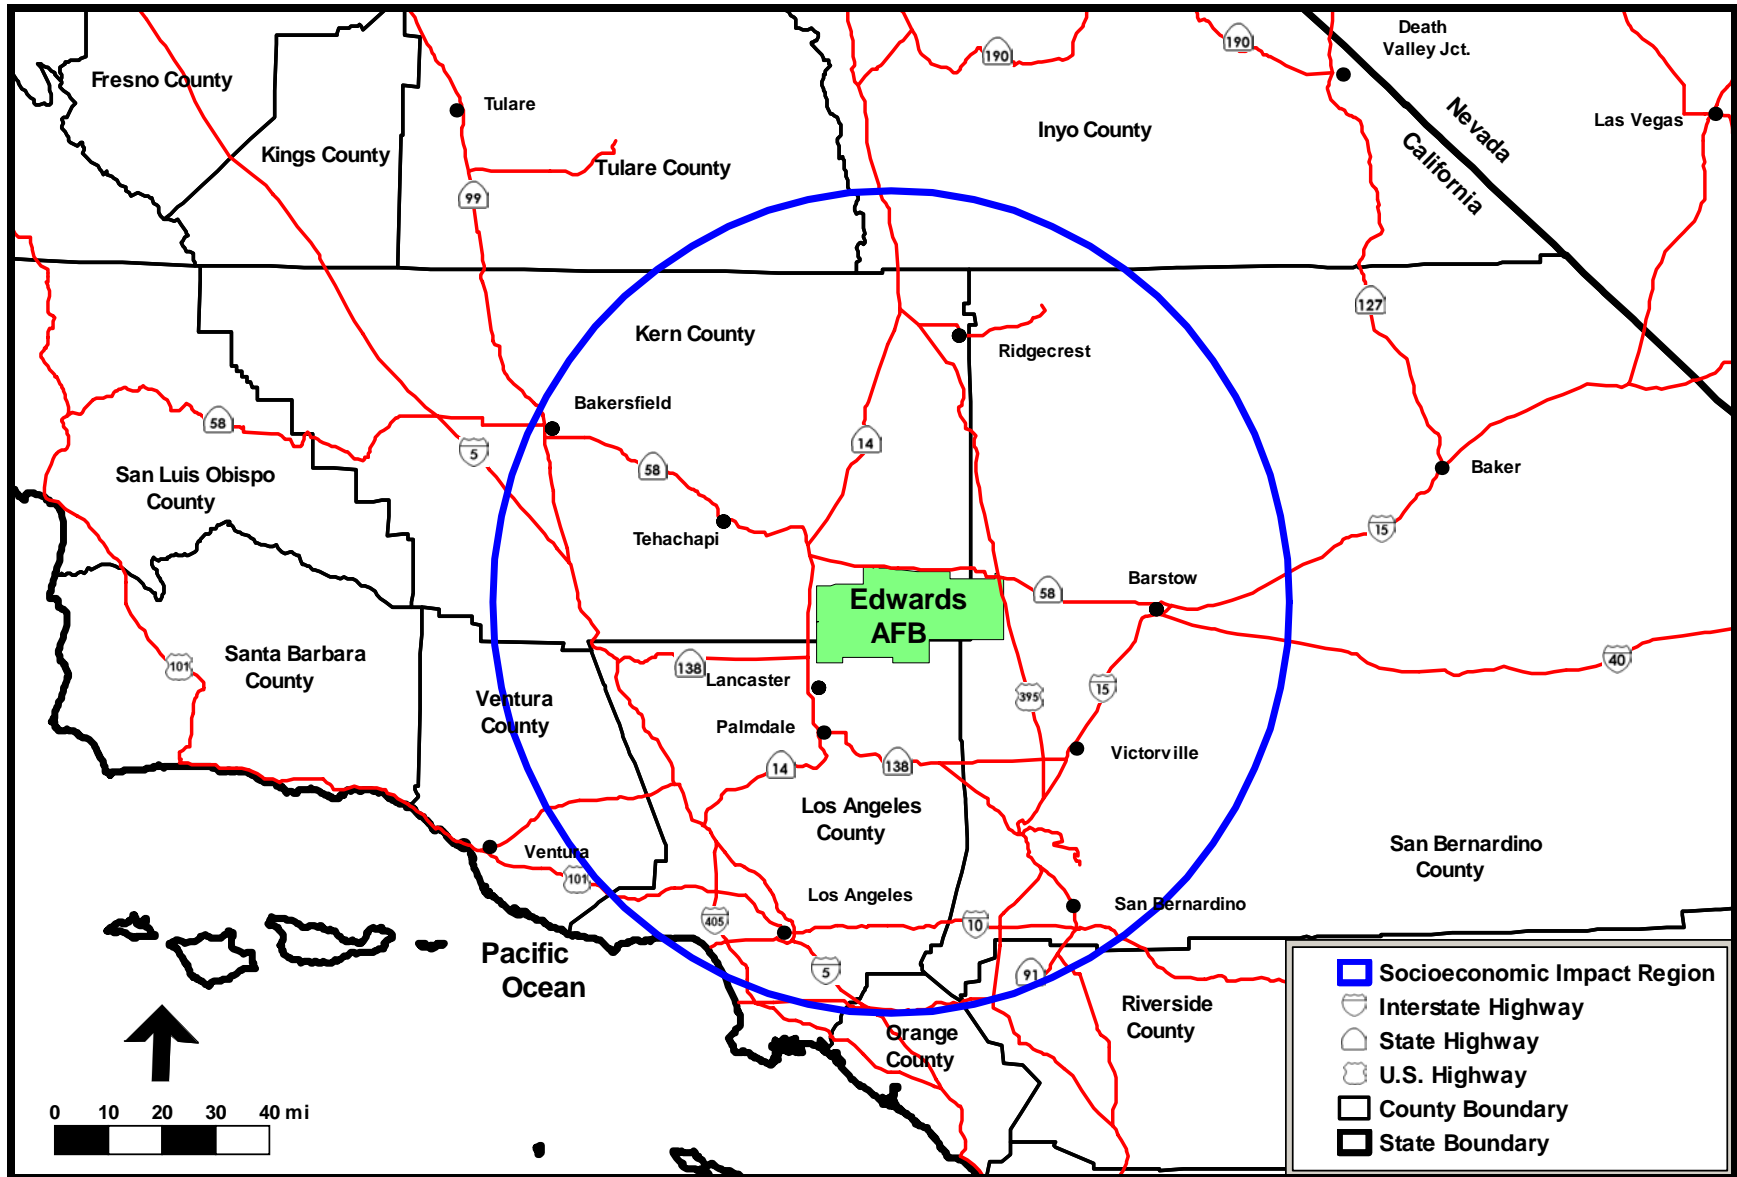 Death
Valley Jct.
190
190
Fresno County
Tulare
Las Vegas
Nevada
California
Inyo County
Kings County
Tulare County
99
127
Kern County
Ridgecrest
Bakersfield
58
5
14
58
San Luis Obispo
County
Baker
15
Tehachapi
Barstow
58
Edwards
AFB
Santa Barbara
County
101
138
Lancaster
40
395
15
Ventura
County
Palmdale
Victorville
14
138
Los Angeles
County
San Bernardino
County
Ventura
101
Los Angeles
San Bernardino
405
10
Pacific
Ocean
5
91
Riverside
County
Orange
County
Socioeconomic Impact Region
Interstate Highway
State Highway
U.S. Highway
County Boundary
State Boundary
0 10 20 30 40 mi